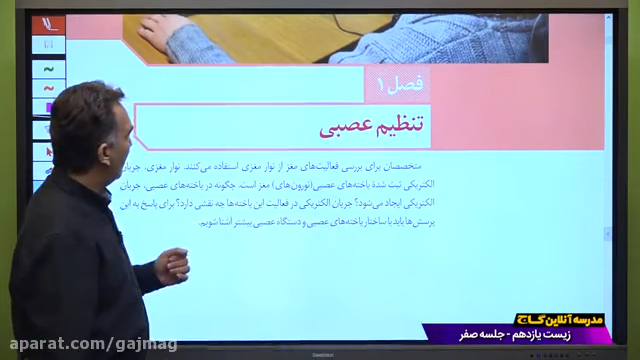 فصل ۱
تنظیم عصبی
متخصصان برای بررسی فعالیت‌های مغز از نوار مغزی استفاده می‌کنند. نوار مغزی، جریان
الکتریکی ثبت شدهٔ یاخته‌های عصبی (نورون‌های) مغز است. چگونه در یاخته‌های عصبی، جریان
الکتریکی ایجاد می‌شود؟ جریان الکتریکی در فعالیت این یاخته‌ها چه نقشی دارد؟ برای پاسخ به این
پرسش‌ها باید با ساختار یاخته‌های عصبی و دستگاه عصبی بیشتر آشنا شویم.
مدرسه آنلاین گاج
زیست یازدهم - جلسه صفر
aparat.com/gajmag